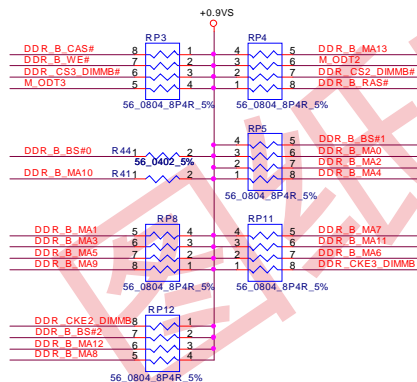 +0.9VS
RP3 RP4
DDR_B_CAS# 8 1 4 5 DDR_B_MA13
DDR_B_WE# 7 2 3 6 M_ODT2
DDR_CS3_DIMMB# 6 3 2 7 DDR_CS2_DIMMB#
M_ODT3 5 4 1 8 DDR_B_RAS#
56_0804_8P4R_5% 56_0804_8P4R_5%
RP5
4 5 DDR_B_BS#1
DDR_B_BS#0 R44 1 2 3 6 DDR_B_MA0
56_0402_5% 2 7 DDR_B_MA2
DDR_B_MA10 R41 1 2 1 8 DDR_B_MA4
56_0804_8P4R_5%
RP8 RP11
DDR_B_MA1 5 4 4 5 DDR_B_MA7
DDR_B_MA3 6 3 3 6 DDR_B_MA11
DDR_B_MA5 7 2 2 7 DDR_B_MA6
DDR_B_MA9 8 1 1 8 DDR_CKE3_DIMMB
56_0804_8P4R_5% 56_0804_8P4R_5%
RP12
DDR_CKE2_DIMMB 8 1
DDR_B_BS#2 7 2
DDR_B_MA12 6 3
DDR_B_MA8 5 4
56_0804_8P4R_5%